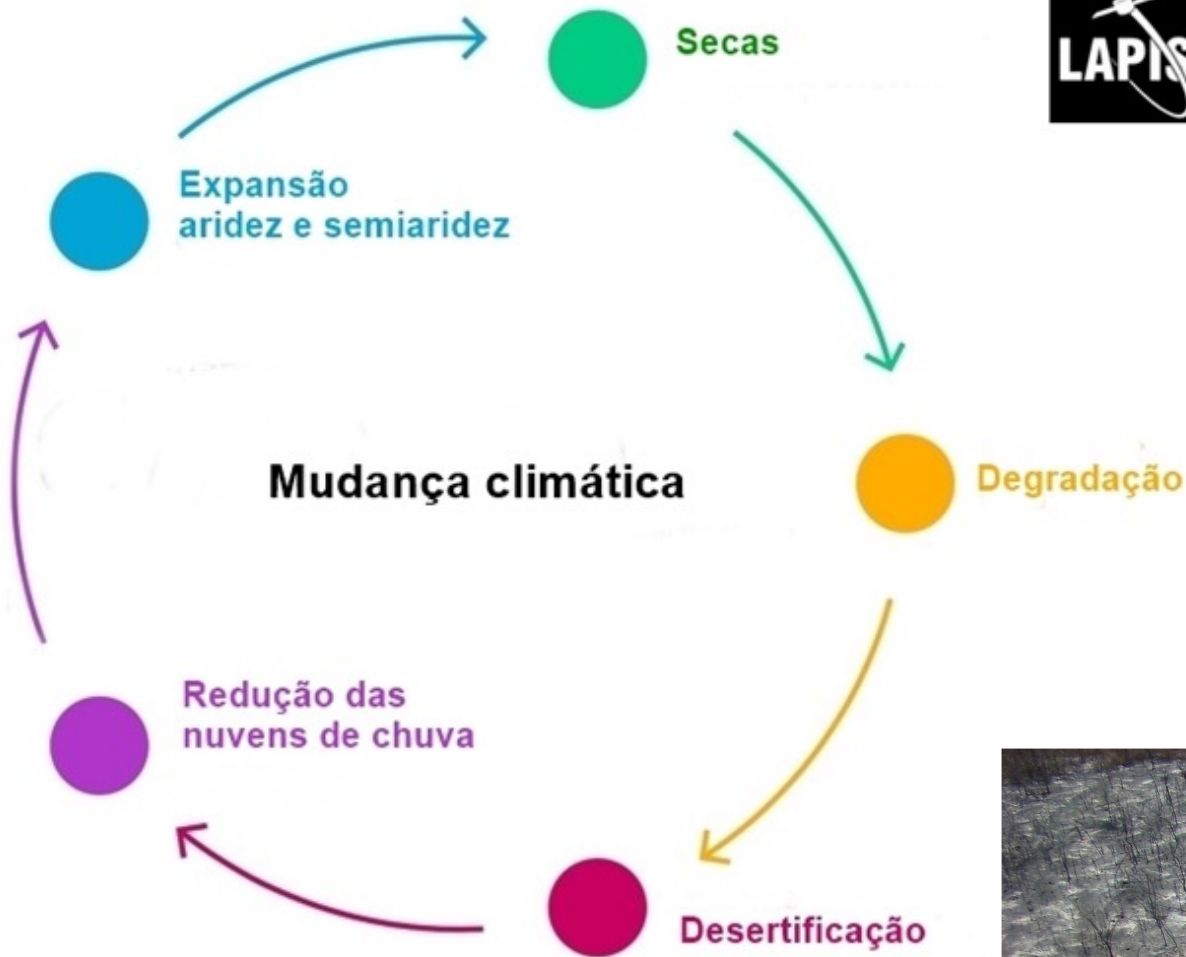 Secas
LAPIS
Expansão
aridez e semiaridez
Mudança climática
Degradação
Redução das
nuvens de chuva
Desertificação